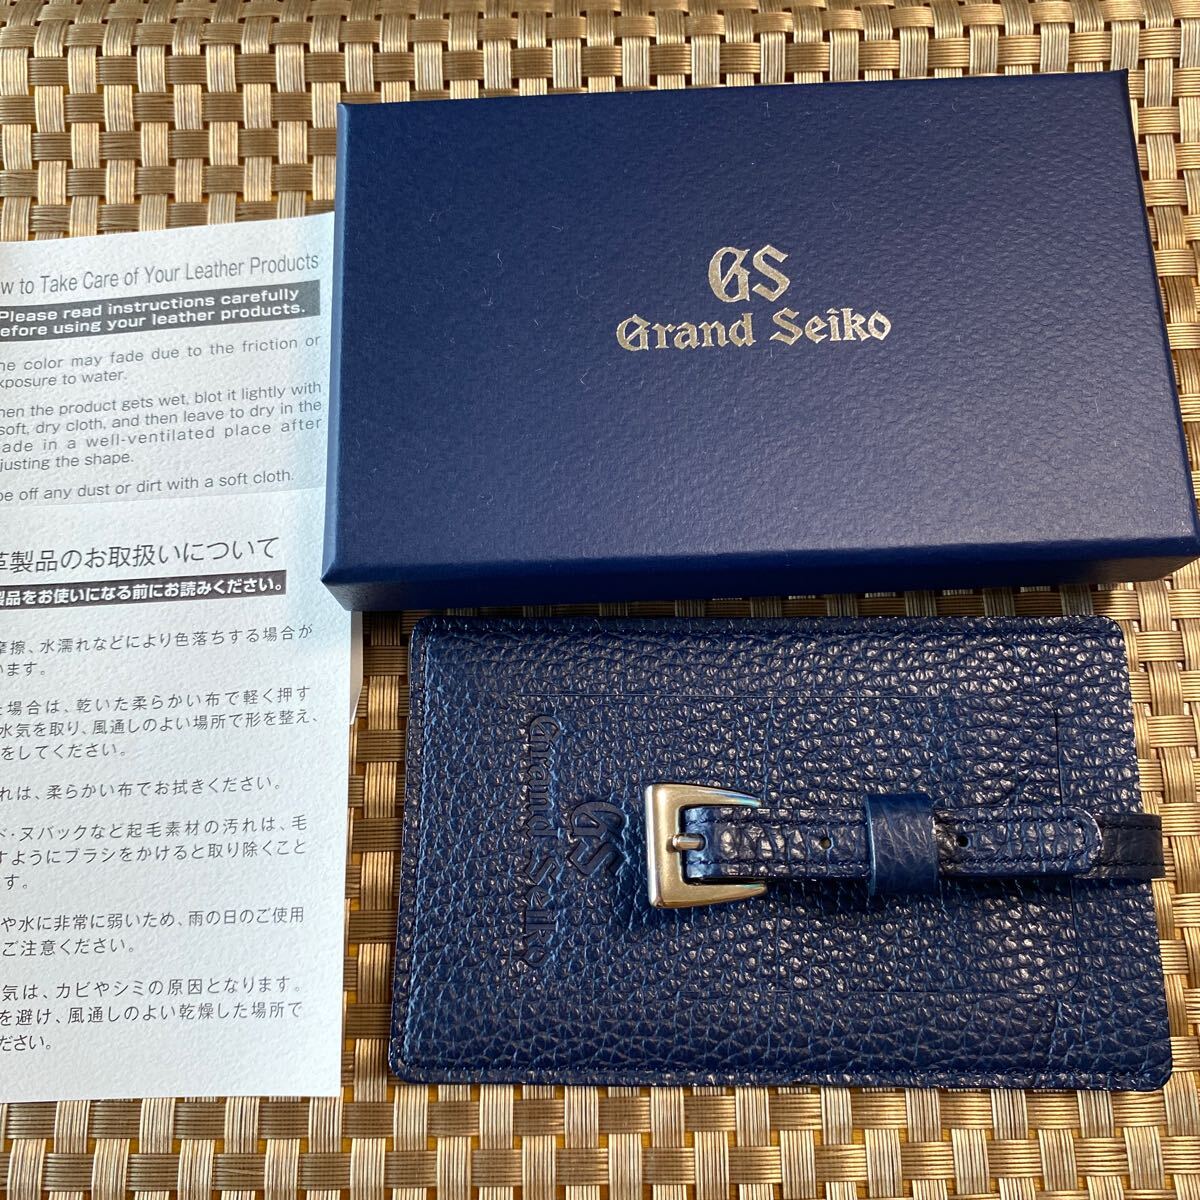 GS
Grand Seiko
w to Take Care of Your Leather Products
Please read instructions carefully
efore using your leather products.
he color may fade due to the friction or
xposure to water.
hen the product gets wet, blot it lightly with
soft, dry cloth, and then leave to dry in the
ade in a well-ventilated place after
justing the shape.
pe off any dust or dirt with a soft cloth.
革製品のお取扱いについて
製品をお使いになる前にお読みください。
摩擦、水濡れなどにより色落ちする場合が
います。
た場合は、乾いた柔らかい布で軽く押す
水気を取り、風通しのよい場所で形を整え、
をしてください。
れは、柔らかい布でお拭きください。
ド・ヌバックなど起毛素材の汚れは、毛
すようにブラシをかけると取り除くこと
す。
や水に非常に弱いため、雨の日のご使用
ご注意ください。
気は、カビやシミの原因となります。
を避け、風通しのよい乾燥した場所で
ださい。
GS
Grand Seiko